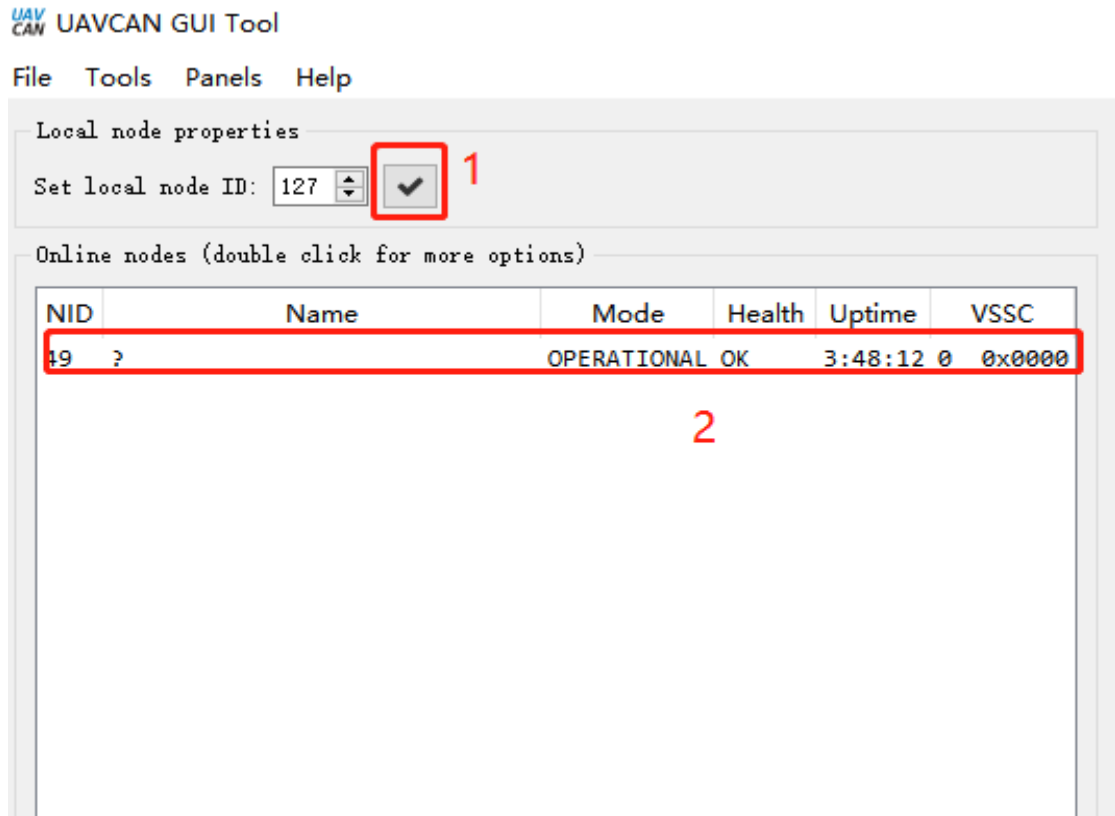 UAV CAN UAVCAN GUI Tool
File Tools Panels Help
Local node properties
Set local node ID: 127 1
Online nodes (double click for more options)
NID Name Mode Health Uptime VSSC
49 ? OPERATIONAL OK 3:48:12 0 0x0000
2